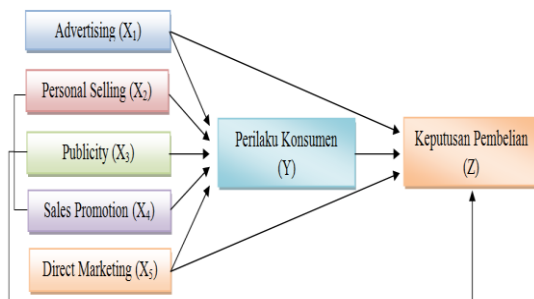 Advertising (X₁)
Personal Selling (X₂)
Publicity (X₃)
Sales Promotion (X₄)
Direct Marketing (X₅)
Perilaku Konsumen
(Y)
Keputusan Pembelian
(Z)